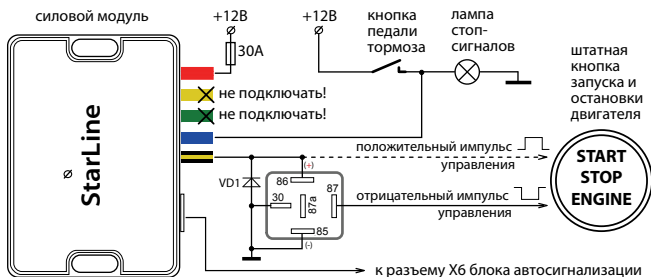 силовой модуль
+12В
+12В
кнопка
педали
тормоза
лампа
стоп-
сигналов
30А
штатная
кнопка
запуска и
остановки
двигателя
не подключать!
не подключать!
StarLine
положительный импульс
управления
(+)
86
VD1
30
87а
87
85
(-)
отрицательный импульс
управления
START
STOP
ENGINE
к разъему Х6 блока автосигнализации